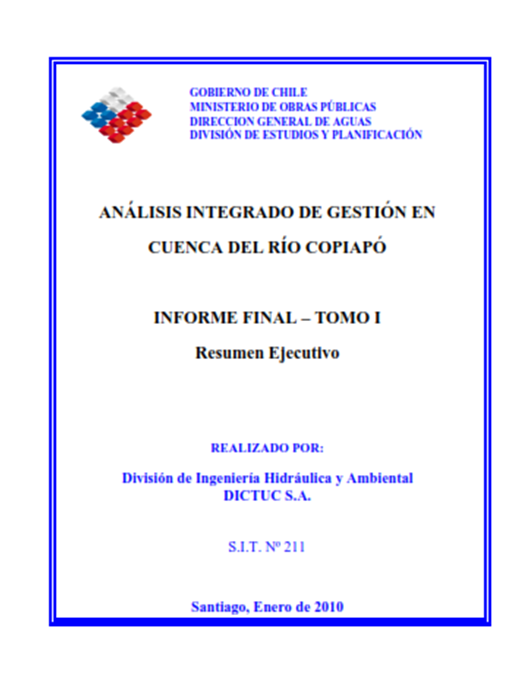 GOBIERNO DE CHILE
MINISTERIO DE OBRAS PÚBLICAS
DIRECCION GENERAL DE AGUAS
DIVISIÓN DE ESTUDIOS Y PLANIFICACIÓN
ANÁLISIS INTEGRADO DE GESTIÓN EN
CUENCA DEL RÍO COPIAPÓ
INFORME FINAL – TOMO I
Resumen Ejecutivo
REALIZADO POR:
División de Ingeniería Hidráulica y Ambiental
DICTUC S.A.
S.I.T. Nº 211
Santiago, Enero de 2010